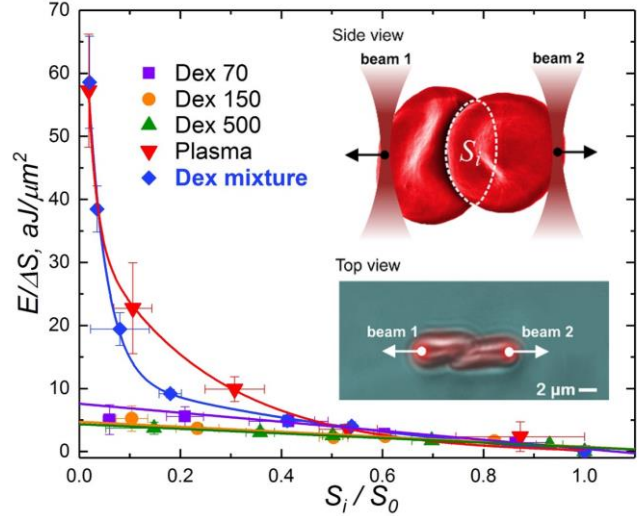 70
60
50
40
30
20
10
0
E/ΔS, aJ/μm²
Dex 70
Dex 150
Dex 500
Plasma
Dex mixture
Side view
beam 1
beam 2
Sᵢ
Top view
beam 1
beam 2
2 μm
0.0
0.2
0.4
0.6
0.8
1.0
Sᵢ / S₀